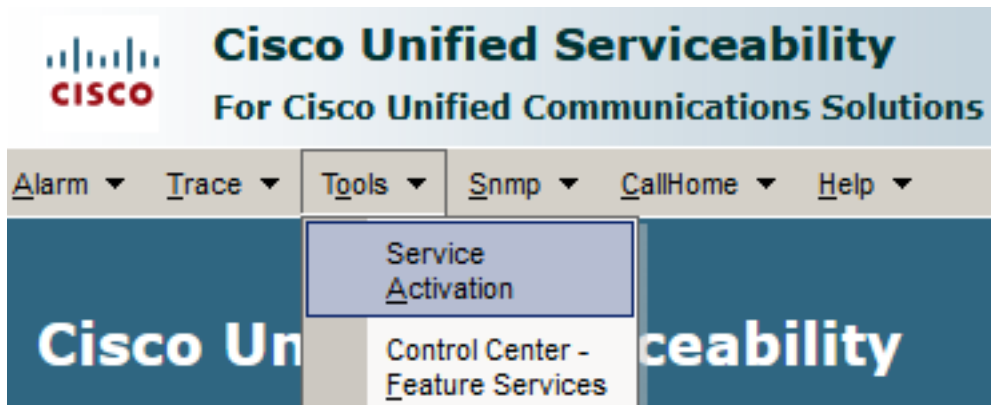 Cisco Unified Serviceability
CISCO
For Cisco Unified Communications Solutions
Alarm Trace Tools Snmp CallHome Help
Service
Activation
Cisco Un ceability
Control Center -
Feature Services